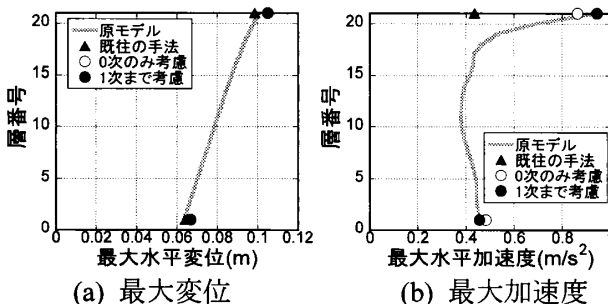 20
15
10
5
0
層番号
原モデル
既往の手法
0次のみ考慮
1次まで考慮
0 0.02 0.04 0.06 0.08 0.1 0.12
最大水平変位(m)
(a) 最大変位
20
15
10
5
0
層番号
原モデル
既往の手法
0次のみ考慮
1次まで考慮
0 0.2 0.4 0.6 0.8
最大水平加速度(m/s²)
(b) 最大加速度